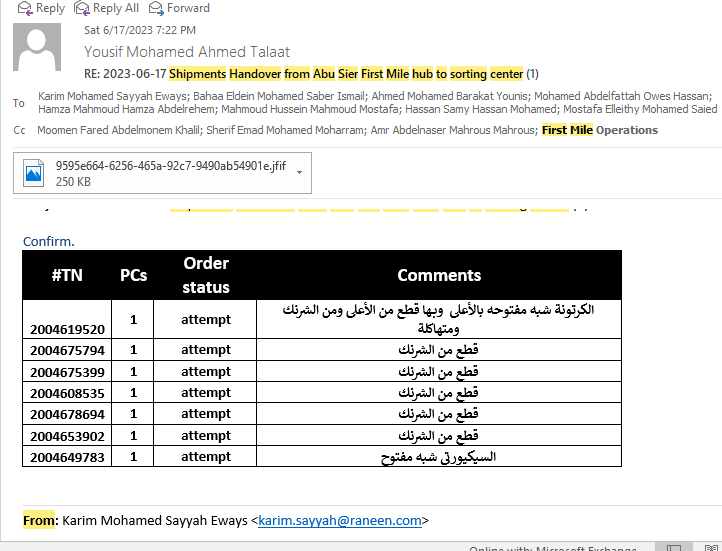 Reply Reply All Forward
Sat 6/17/2023 7:22 PM
Yousif Mohamed Ahmed Talaat
RE: 2023-06-17 Shipments Handover from Abu Sier First Mile hub to sorting center (1)
To Karim Mohamed Sayyah Eways; Bahaa Eldein Mohamed Saber Ismail; Ahmed Mohamed Barakat Younis; Mohamed Abdelfattah Owes Hassan;
Hamza Mahmoud Hamza Abdelrehem; Mahmoud Hussein Mahmoud Mostafa; Hassan Samy Hassan Mohamed; Mostafa Elleithy Mohamed Saied
Cc Moomen Fared Abdelmonem Khalil; Sherif Emad Mohamed Moharram; Amr Abdelnaser Mahrous Mahrous; First Mile Operations
9595e664-6256-465a-92c7-9490ab54901e.jfif
250 KB
Confirm.
#TN PCs Order status Comments
2004619520 1 attempt الكرتونة شبه مفتوحه بالأعلى وبها قطع من الأعلى ومن الشرنك
ومتهاكلة
2004675794 1 attempt قطع من الشرنك
2004675399 1 attempt قطع من الشرنك
2004608535 1 attempt قطع من الشرنك
2004678694 1 attempt قطع من الشرنك
2004653902 1 attempt قطع من الشرنك
2004649783 1 attempt السيكيورتى شبه مفتوح
From: Karim Mohamed Sayyah Eways <karim.sayyah@raneen.com>